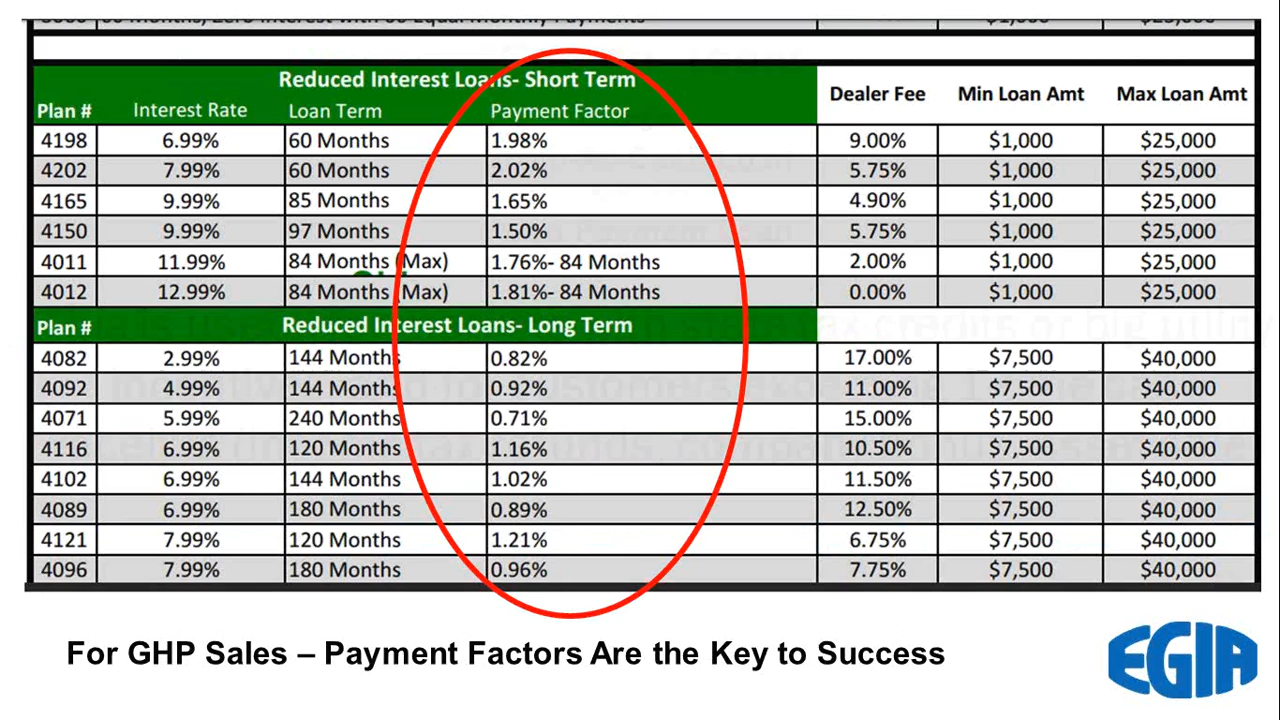 Reduced Interest Loans- Short Term
Plan # Interest Rate Loan Term Payment Factor Dealer Fee Min Loan Amt Max Loan Amt
4198 6.99% 60 Months 1.98% 9.00% $1,000 $25,000
4202 7.99% 60 Months 2.02% 5.75% $1,000 $25,000
4165 9.99% 85 Months 1.65% 4.90% $1,000 $25,000
4150 9.99% 97 Months 1.50% 5.75% $1,000 $25,000
4011 11.99% 84 Months (Max) 1.76%- 84 Months 2.00% $1,000 $25,000
4012 12.99% 84 Months (Max) 1.81%- 84 Months 0.00% $1,000 $25,000
Plan # Reduced Interest Loans- Long Term
4082 2.99% 144 Months 0.82% 17.00% $7,500 $40,000
4092 4.99% 144 Months 0.92% 11.00% $7,500 $40,000
4071 5.99% 240 Months 0.71% 15.00% $7,500 $40,000
4116 6.99% 120 Months 1.16% 10.50% $7,500 $40,000
4102 6.99% 144 Months 1.02% 11.50% $7,500 $40,000
4089 6.99% 180 Months 0.89% 12.50% $7,500 $40,000
4121 7.99% 120 Months 1.21% 6.75% $7,500 $40,000
4096 7.99% 180 Months 0.96% 7.75% $7,500 $40,000
For GHP Sales – Payment Factors Are the Key to Success
EGIA